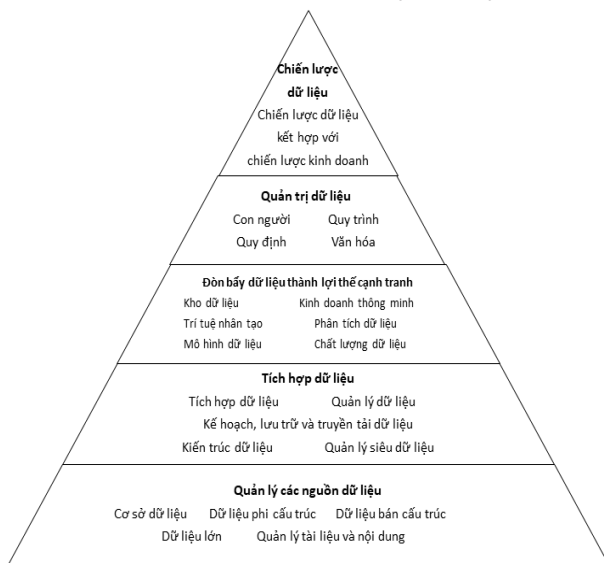 Chiến lược
dữ liệu
Chiến lược dữ liệu
kết hợp với
chiến lược kinh doanh
Quản trị dữ liệu
Con người Quy trình
Quy định Văn hóa
Đòn bẩy dữ liệu thành lợi thế cạnh tranh
Kho dữ liệu Kinh doanh thông minh
Trí tuệ nhân tạo Phân tích dữ liệu
Mô hình dữ liệu Chất lượng dữ liệu
Tích hợp dữ liệu
Tích hợp dữ liệu Quản lý dữ liệu
Kế hoạch, lưu trữ và truyền tải dữ liệu
Kiến trúc dữ liệu Quản lý siêu dữ liệu
Quản lý các nguồn dữ liệu
Cơ sở dữ liệu Dữ liệu phi cấu trúc Dữ liệu bán cấu trúc
Dữ liệu lớn Quản lý tài liệu và nội dung